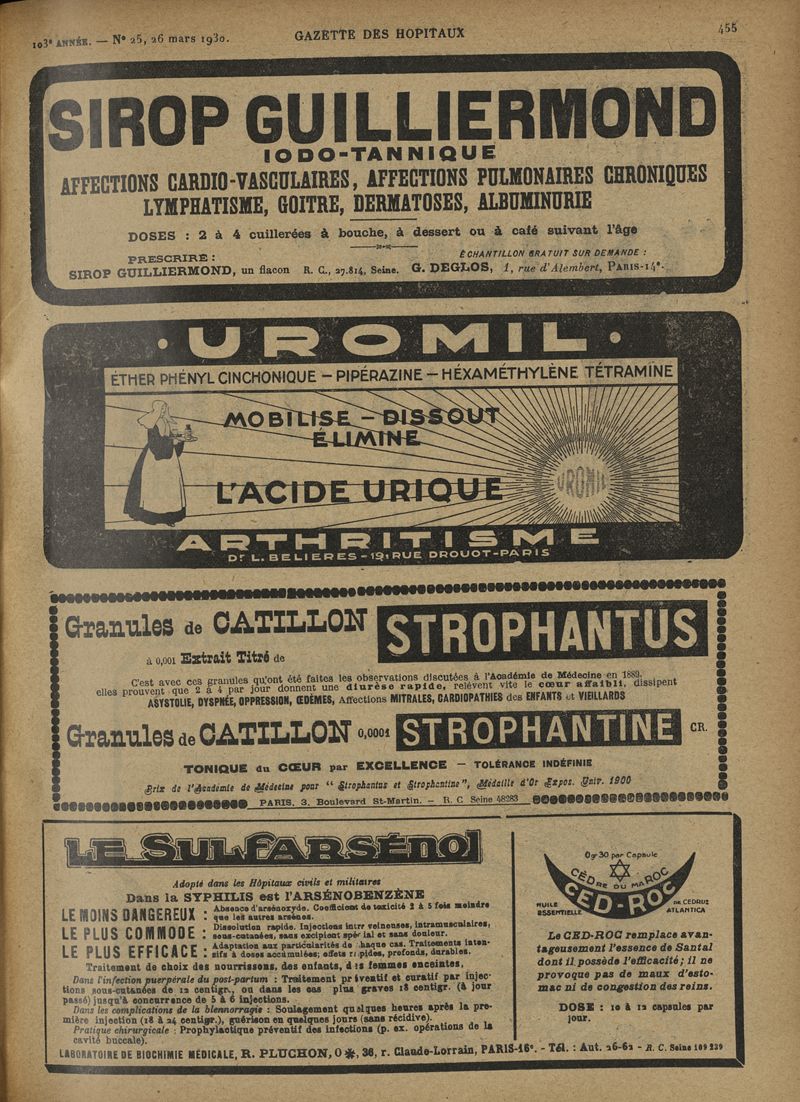 103e ANNÉE. — No 25, 26 mars 1930.
GAZETTE DES HOPITAUX
455
SIROP GUILLIERMOND
IODO-TANNIQUE
AFFECTIONS CARDIO-VASCULAIRES, AFFECTIONS PULMONAIRES CHRONIQUES
LYMPHATISME, GOITRE, DERMATOSES, ALBUMINURIE
DOSES : 2 à 4 cuillerées à bouche, à dessert ou à café suivant l'âge
PRESCRIRE :
SIROP GUILLIERMOND, un flacon R. C., 27.814, Seine.
ÉCHANTILLON GRATUIT SUR DEMANDE :
G. DEGLOS, 1, rue d'Alembert, PARIS-14e.
· UROMIL ·
ÉTHER PHÉNYL CINCHONIQUE – PIPÉRAZINE – HÉXAMÉTHYLÈNE TÉTRAMINE
MOBILISE – DISSOUT
ÉLIMINE
L'ACIDE URIQUE
UROMIL
ARTHRITISME
Dr L. BELIERES - 19, RUE DROUOT - PARIS
Granules de CATILLON
à 0,001 Extrait Titré de
STROPHANTUS
C'est avec ces granules qu'ont été faites les observations discutées à l'Académie de Médecine en 1889,
elles prouvent que 2 à 4 par jour donnent une diurèse rapide, relèvent vite le cœur affaibli, dissipent
ASYSTOLIE, DYSPNÉE, OPPRESSION, ŒDÈMES, Affections MITRALES, CARDIOPATHIES des ENFANTS et VIEILLARDS
Granules de CATILLON 0,0001 STROPHANTINE CR.
TONIQUE du CŒUR par EXCELLENCE – TOLÉRANCE INDÉFINIE
Prix de l'Académie de Médecine pour " Strophantus et Strophantine", Médaille d'Or Expos. Univ. 1900
PARIS, 3, Boulevard St-Martin. — R. C. Seine 48283
LE SULFARSÉNOL
Adopté dans les Hôpitaux civils et militaires
Dans la SYPHILIS est l'ARSÉNOBENZÈNE
LE MOINS DANGEREUX : Absence d'arsénoxyde. Coefficient de toxicité 2 à 5 fois moindre
que les autres arsénos.
LE PLUS COMMODE : Dissolution rapide. Injections intra veineuses, intramusculaires,
sous-cutanées, sans excipient spécial et sans douleur.
LE PLUS EFFICACE : Adaptation aux particularités de chaque cas. Traitements inten-
sifs à doses accumulées; effets rapides, profonds, durables.
Traitement de choix des nourrissons, des enfants, des femmes enceintes.
Dans l'infection puerpérale du post-partum : Traitement préventif et curatif par injec-
tions sous-cutanées de 12 centigr., ou dans les cas plus graves 18 centigr. (à jour
passé) jusqu'à concurrence de 5 à 6 injections.
Dans les complications de la blennorragie : Soulagement quelques heures après la pre-
mière injection (18 à 24 centigr.), guérison en quelques jours (sans récidive).
Pratique chirurgicale : Prophylactique préventif des infections (p. ex. opérations de la
cavité buccale).
0gr 30 par Capsule
CÈDRE DU MAROC
CED-ROC
HUILE
ESSENTIELLE
DE CEDRUS
ATLANTICA
Le CED-ROC remplace avan-
tageusement l'essence de Santal
dont il possède l'efficacité; il ne
provoque pas de maux d'esto-
mac ni de congestion des reins.
DOSE : 10 à 12 capsules par
jour.
LABORATOIRE DE BIOCHIMIE MÉDICALE, R. PLUCHON, O ✻, 36, r. Claude-Lorrain, PARIS-16e. - Tél. : Aut. 26-62 - R. C. Seine 109 239